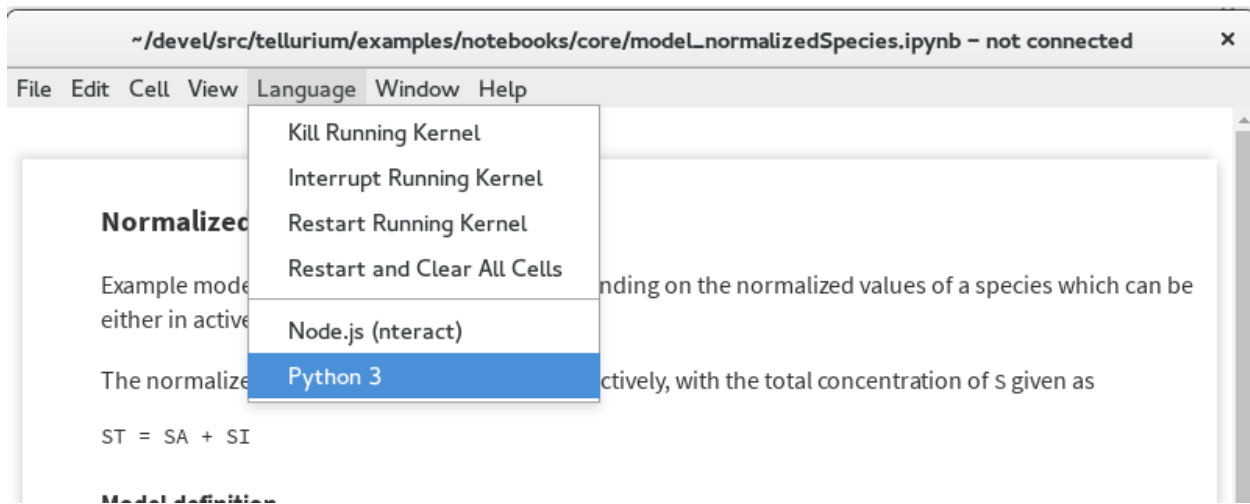 ~/devel/src/tellurium/examples/notebooks/core/model_normalizedSpecies.ipynb – not connected
File Edit Cell View Language Window Help
Kill Running Kernel
Interrupt Running Kernel
Restart Running Kernel
Restart and Clear All Cells
Node.js (nteract)
Python 3
Normalized
Example mode nding on the normalized values of a species which can be
either in active
The normalize ctively, with the total concentration of S given as
ST = SA + SI
Model definition